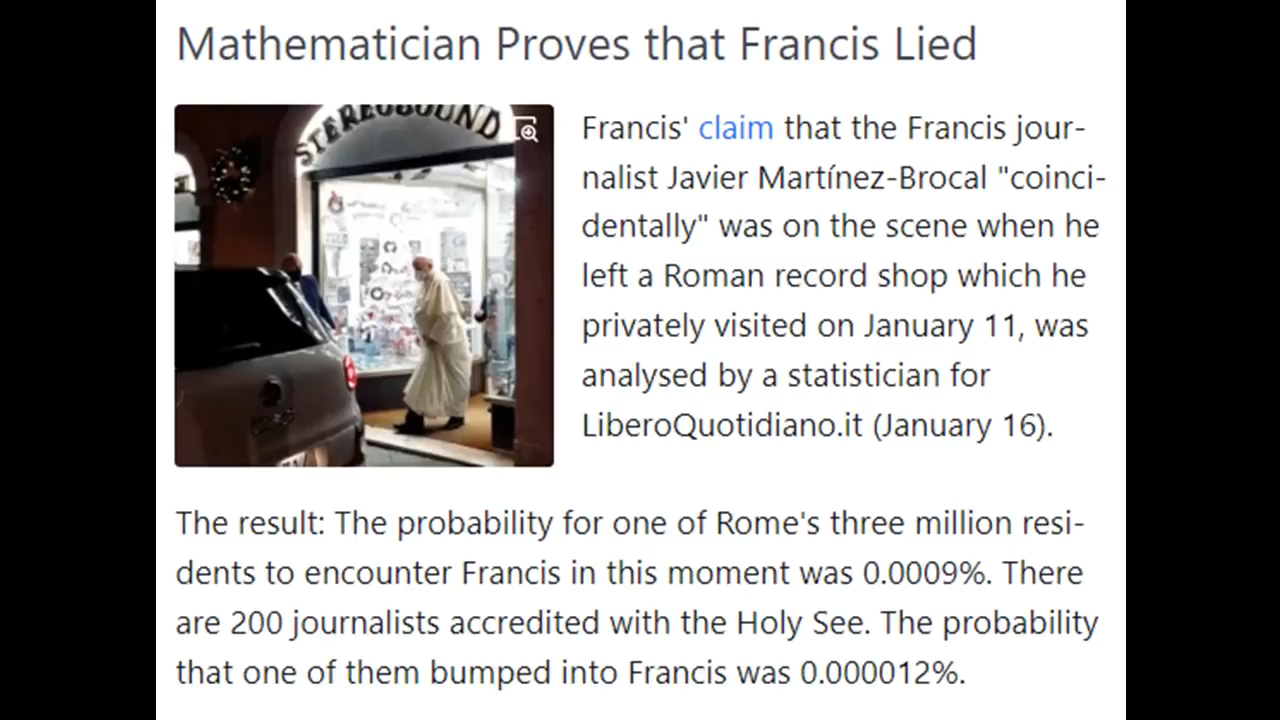 Mathematician Proves that Francis Lied
STEREOSOUND
Francis' claim that the Francis jour-
nalist Javier Martínez-Brocal "coinci-
dentally" was on the scene when he
left a Roman record shop which he
privately visited on January 11, was
analysed by a statistician for
LiberoQuotidiano.it (January 16).
The result: The probability for one of Rome's three million resi-
dents to encounter Francis in this moment was 0.0009%. There
are 200 journalists accredited with the Holy See. The probability
that one of them bumped into Francis was 0.000012%.